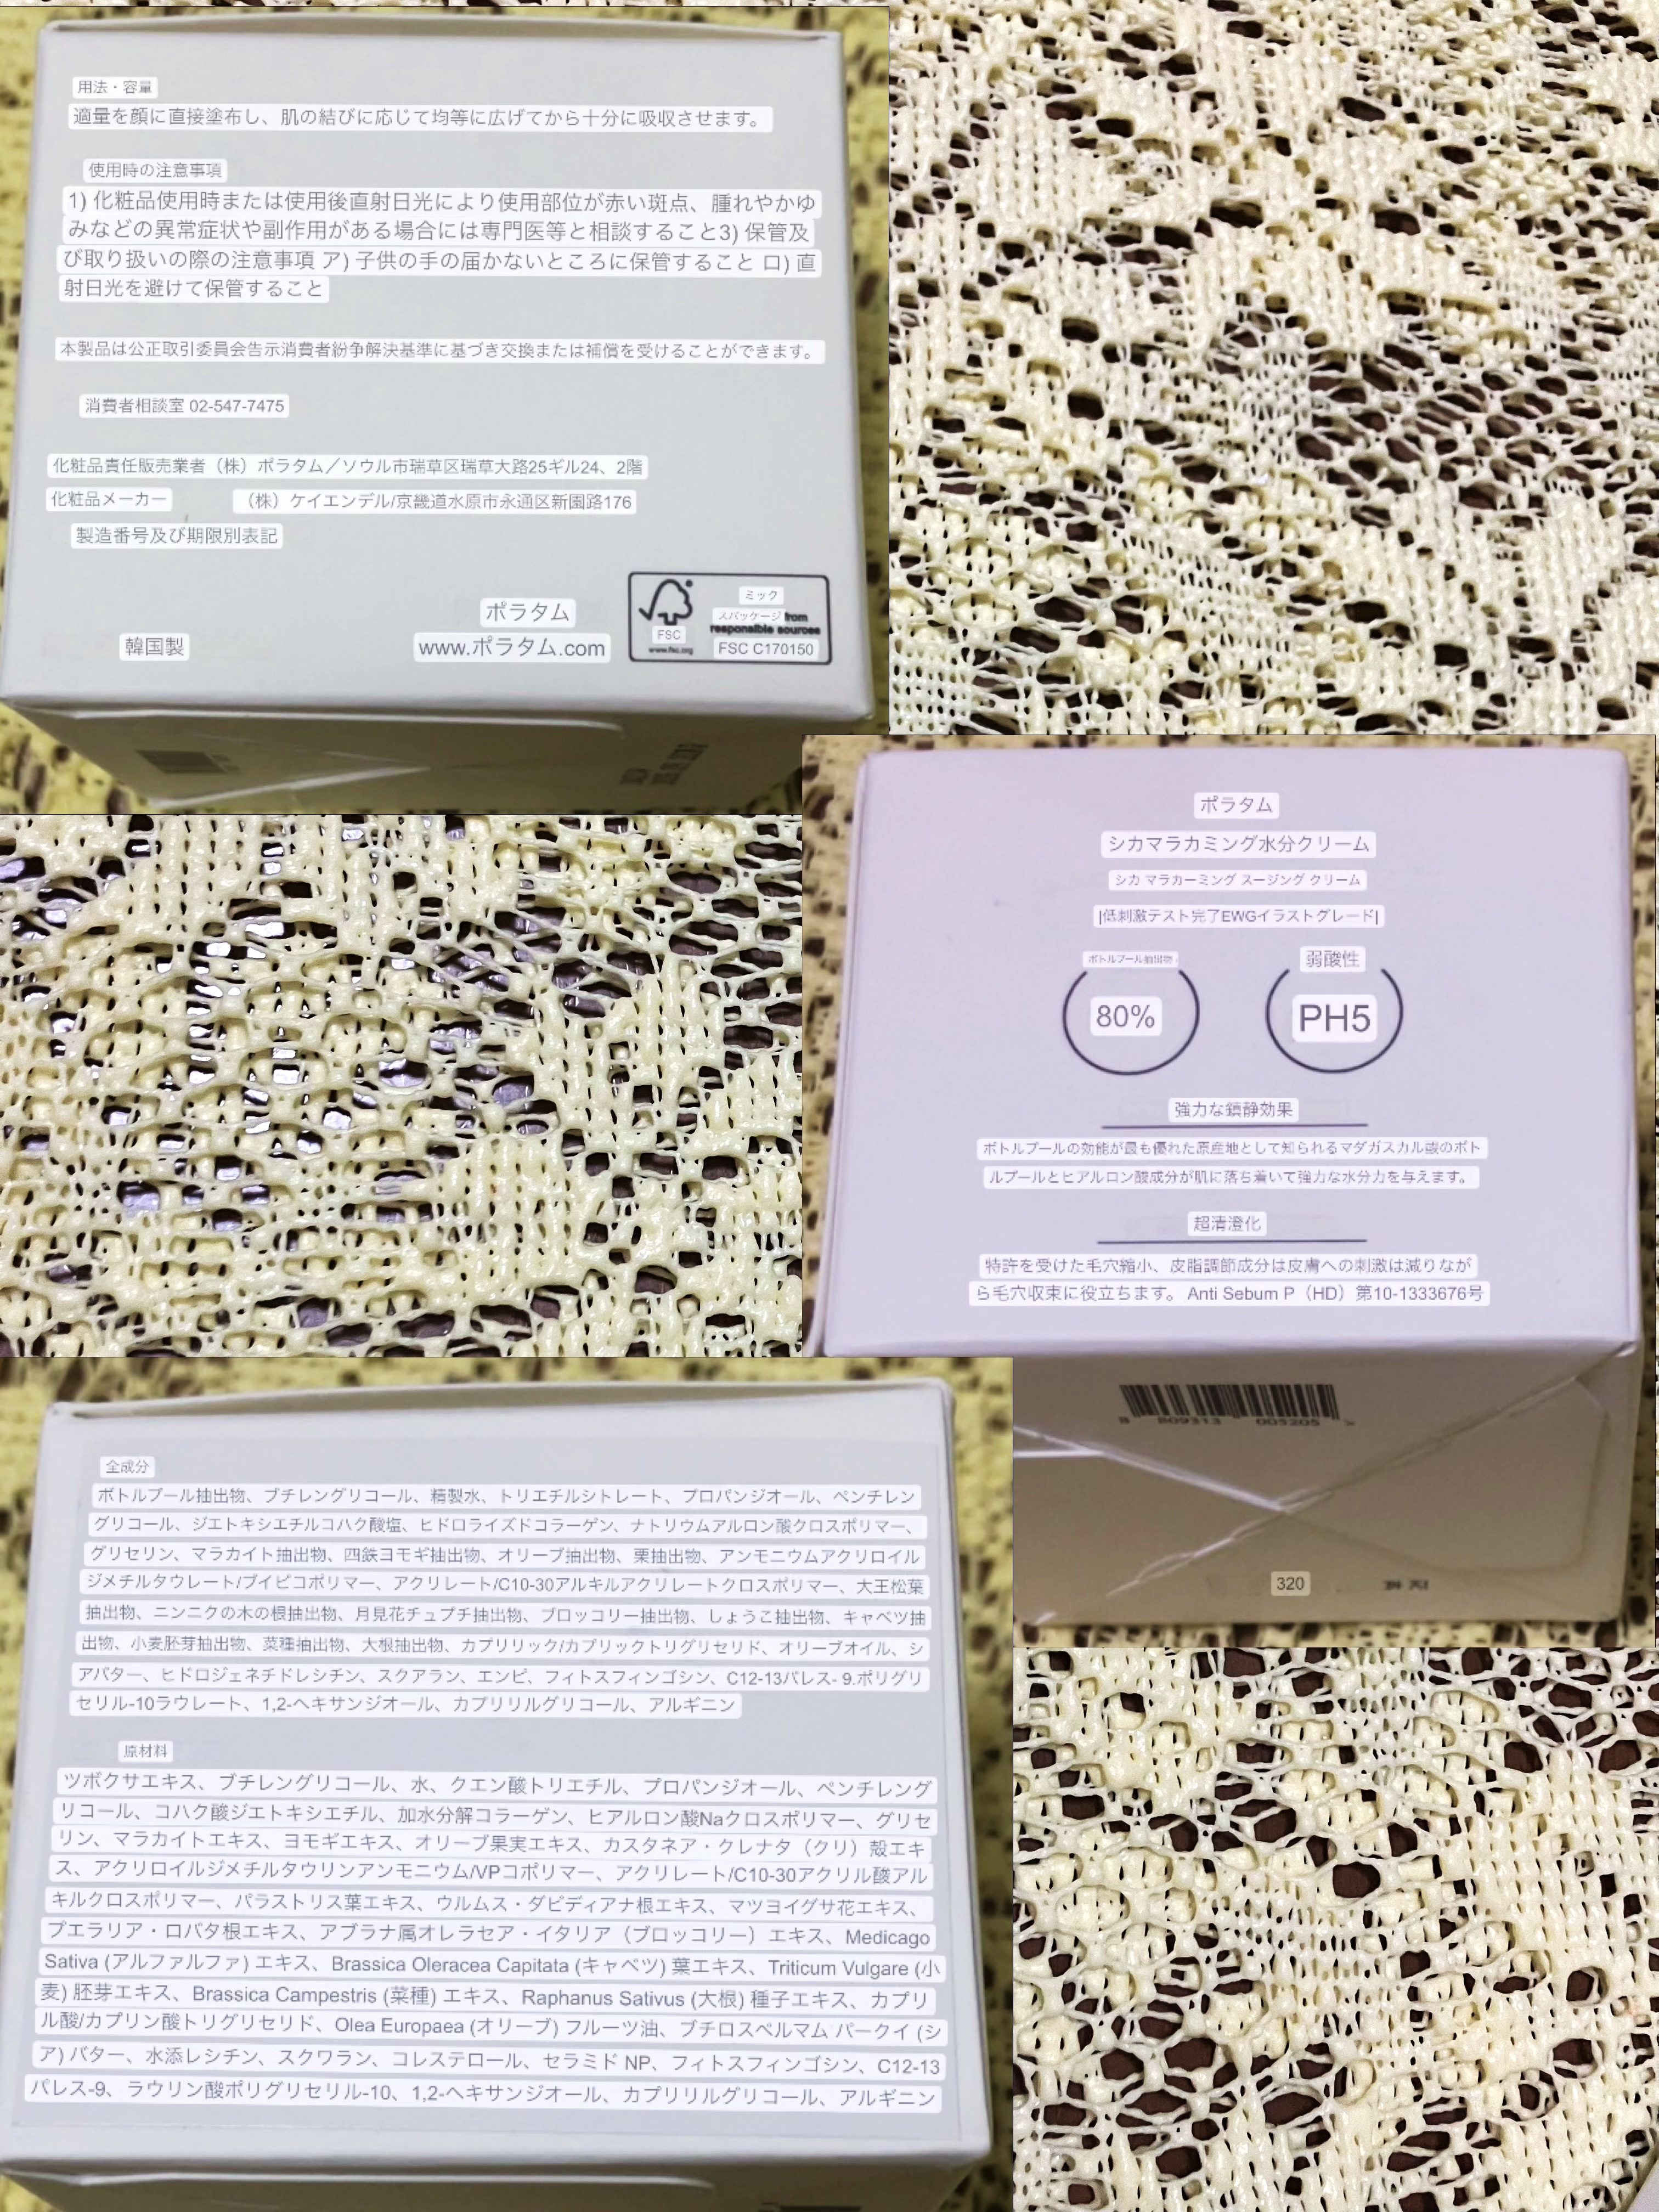 用法・容量
適量を顔に直接塗布し、肌の結びに応じて均等に広げてから十分に吸収させます。
使用時の注意事項
1) 化粧品使用時または使用後直射日光により使用部位が赤い斑点、腫れやかゆ
みなどの異常症状や副作用がある場合には専門医等と相談すること3) 保管及
び取り扱いの際の注意事項 ア) 子供の手の届かないところに保管すること ロ) 直
射日光を避けて保管すること
本製品は公正取引委員会告示消費者紛争解決基準に基づき交換または補償を受けることができます。
消費者相談室 02-547-7475
化粧品責任販売業者（株）ポラタム／ソウル市瑞草区瑞草大路25ギル24、2階
化粧品メーカー （株）ケイエンデル/京畿道水原市永通区新園路176
製造番号及び期限別表記
韓国製
ポラタム
www.ポラタム.com
FSC
www.fsc.org
ミック
スパッケージ from
responsible sources
FSC C170150
ポラタム
シカマラカミング水分クリーム
シカ マラカーミング スージング クリーム
|低刺激テスト完了EWGイラストグレード|
ボトルプール抽出物
80%
弱酸性
PH5
強力な鎮静効果
ボトルプールの効能が最も優れた原産地として知られるマダガスカル酸のボト
ルプールとヒアルロン酸成分が肌に落ち着いて強力な水分力を与えます。
超清澄化
特許を受けた毛穴縮小、皮脂調節成分は皮膚への刺激は減りなが
ら毛穴収束に役立ちます。 Anti Sebum P（HD）第10-1333676号
8 809313 005205 >
320
全成分
ボトルプール抽出物、ブチレングリコール、精製水、トリエチルシトレート、プロパンジオール、ペンチレン
グリコール、ジエトキシエチルコハク酸塩、ヒドロライズドコラーゲン、ナトリウムアルロン酸クロスポリマー、
グリセリン、マラカイト抽出物、四鉄ヨモギ抽出物、オリーブ抽出物、栗抽出物、アンモニウムアクリロイル
ジメチルタウレート/ブイピコポリマー、アクリレート/C10-30アルキルアクリレートクロスポリマー、大王松葉
抽出物、ニンニクの木の根抽出物、月見花チュプチ抽出物、ブロッコリー抽出物、しょうこ抽出物、キャベツ抽
出物、小麦胚芽抽出物、菜種抽出物、大根抽出物、カプリリック/カプリックトリグリセリド、オリーブオイル、シ
アバター、ヒドロジェネチドレシチン、スクアラン、エンピ、フィトスフィンゴシン、C12-13パレス- 9.ポリグリ
セリル-10ラウレート、1,2-ヘキサンジオール、カプリリルグリコール、アルギニン
原材料
ツボクサエキス、ブチレングリコール、水、クエン酸トリエチル、プロパンジオール、ペンチレング
リコール、コハク酸ジエトキシエチル、加水分解コラーゲン、ヒアルロン酸Naクロスポリマー、グリセ
リン、マラカイトエキス、ヨモギエキス、オリーブ果実エキス、カスタネア・クレナタ（クリ）殻エキ
ス、アクリロイルジメチルタウリンアンモニウム/VPコポリマー、アクリレート/C10-30アクリル酸アル
キルクロスポリマー、パラストリス葉エキス、ウルムス・ダビディアナ根エキス、マツヨイグサ花エキス、
プエラリア・ロバタ根エキス、アブラナ属オレラセア・イタリア（ブロッコリー）エキス、Medicago
Sativa (アルファルファ) エキス、Brassica Oleracea Capitata (キャベツ) 葉エキス、Triticum Vulgare (小
麦) 胚芽エキス、Brassica Campestris (菜種) エキス、Raphanus Sativus (大根) 種子エキス、カプリ
ル酸/カプリン酸トリグリセリド、Olea Europaea (オリーブ) フルーツ油、ブチロスペルマム パークイ (シ
ア) バター、水添レシチン、スクワラン、コレステロール、セラミド NP、フィトスフィンゴシン、C12-13
パレス-9、ラウリン酸ポリグリセリル-10、1,2-ヘキサンジオール、カプリリルグリコール、アルギニン